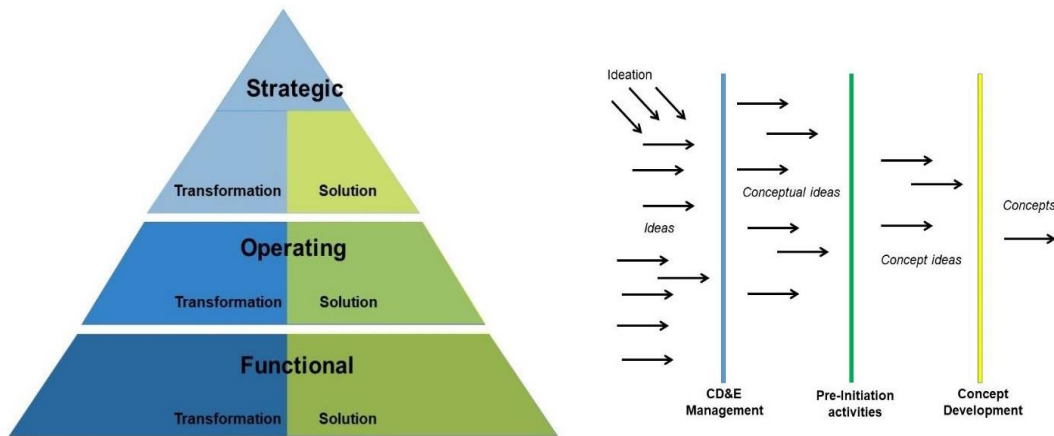 Strategic
Transformation Solution
Operating
Transformation Solution
Functional
Transformation Solution
Ideation
Ideas
Conceptual ideas
Concept ideas
Concepts
CD&E
Management
Pre-Initiation
activities
Concept
Development